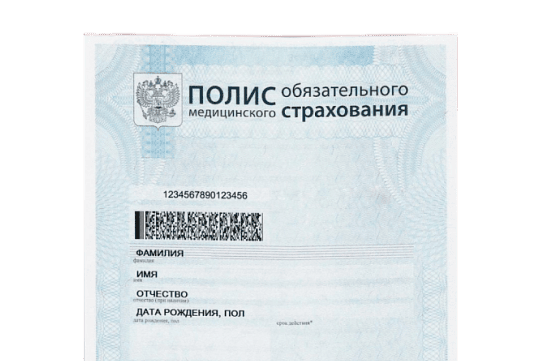 ПОЛИС обязательного
медицинского страхования
1234567890123456
ФАМИЛИЯ
фамилия
ИМЯ
имя
ОТЧЕСТВО
отчество (при наличии)
ДАТА РОЖДЕНИЯ, ПОЛ
дата рождения, пол срок действия*